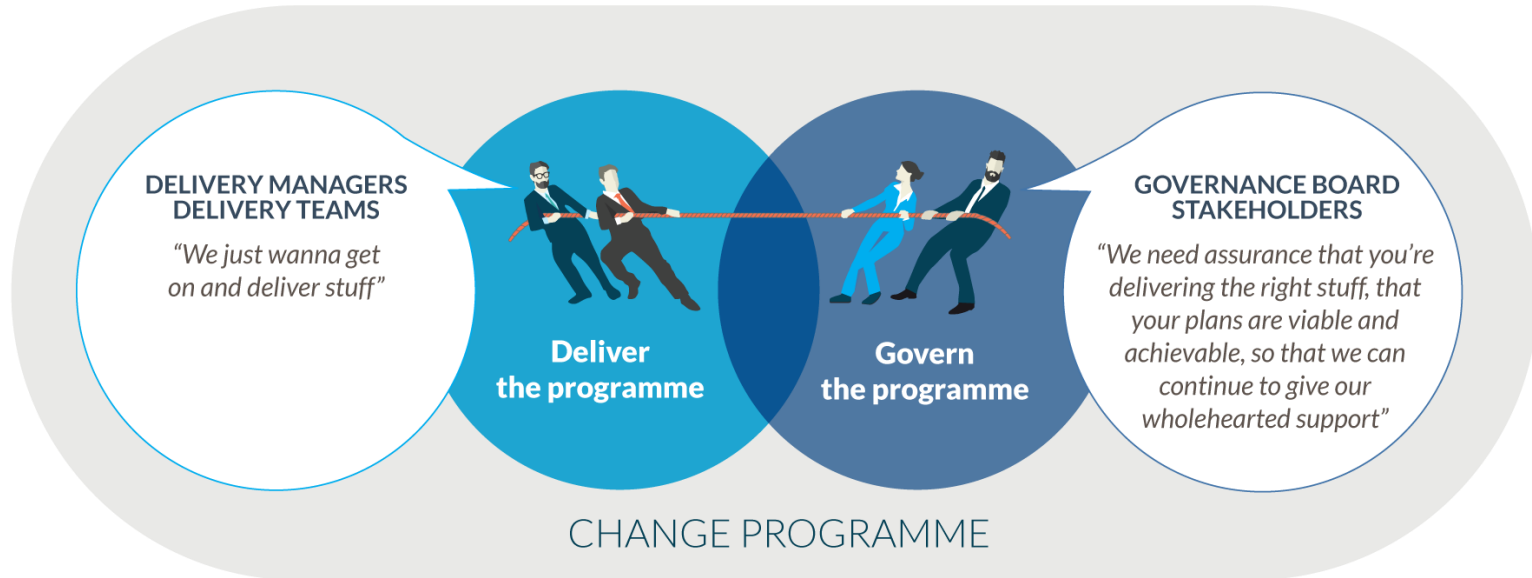 DELIVERY MANAGERS
DELIVERY TEAMS
“We just wanna get
on and deliver stuff”
Deliver
the programme
Govern
the programme
GOVERNANCE BOARD
STAKEHOLDERS
“We need assurance that you’re
delivering the right stuff, that
your plans are viable and
achievable, so that we can
continue to give our
wholehearted support”
CHANGE PROGRAMME